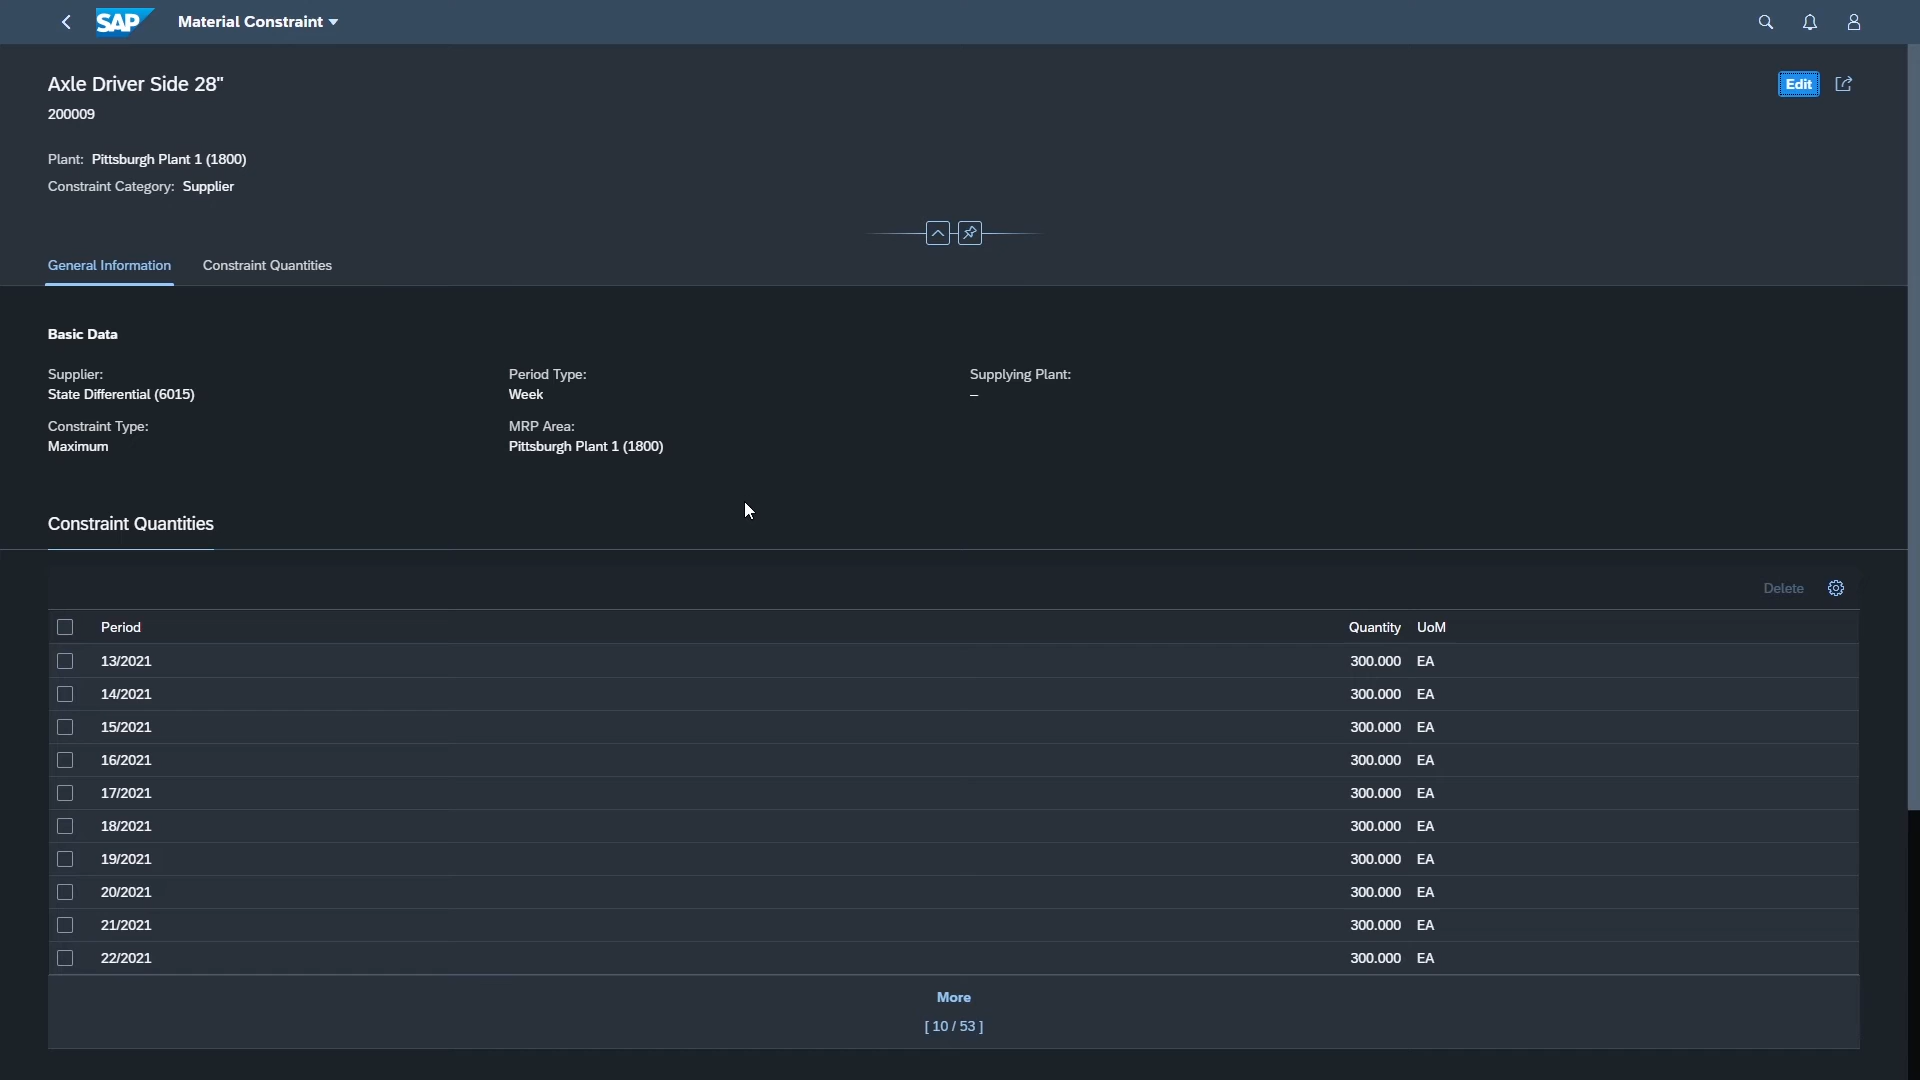 SAP Material Constraint
Axle Driver Side 28"
Edit
200009
Plant: Pittsburgh Plant 1 (1800)
Constraint Category: Supplier
General Information Constraint Quantities
Basic Data
Supplier: Period Type: Supplying Plant:
State Differential (6015) Week –
Constraint Type: MRP Area:
Maximum Pittsburgh Plant 1 (1800)
Constraint Quantities
Delete
Period Quantity UoM
13/2021 300.000 EA
14/2021 300.000 EA
15/2021 300.000 EA
16/2021 300.000 EA
17/2021 300.000 EA
18/2021 300.000 EA
19/2021 300.000 EA
20/2021 300.000 EA
21/2021 300.000 EA
22/2021 300.000 EA
More
[ 10 / 53 ]